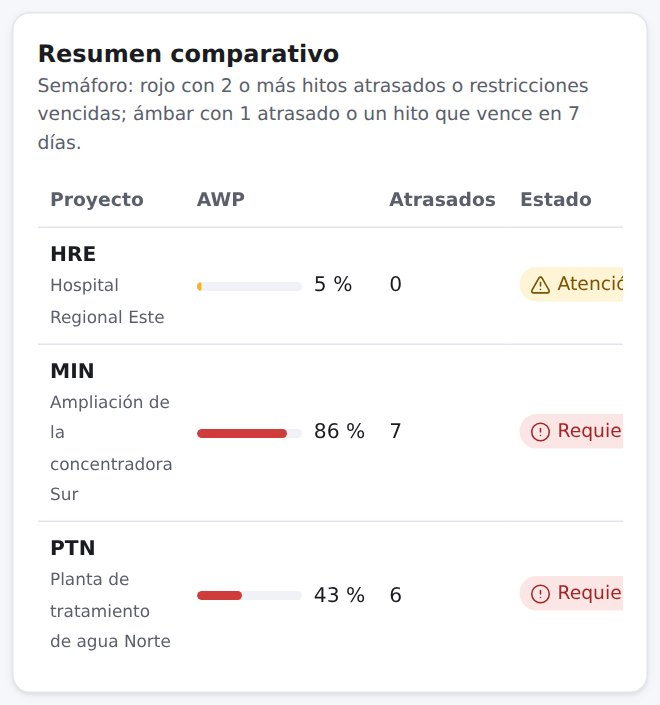 Resumen comparativo
Semáforo: rojo con 2 o más hitos atrasados o restricciones
vencidas; ámbar con 1 atrasado o un hito que vence en 7
días.
Proyecto AWP Atrasados Estado
HRE
Hospital
Regional Este
5 % 0 Atenció
MIN
Ampliación de
la
concentradora
Sur
86 % 7 Requie
PTN
Planta de
tratamiento
de agua Norte
43 % 6 Requie